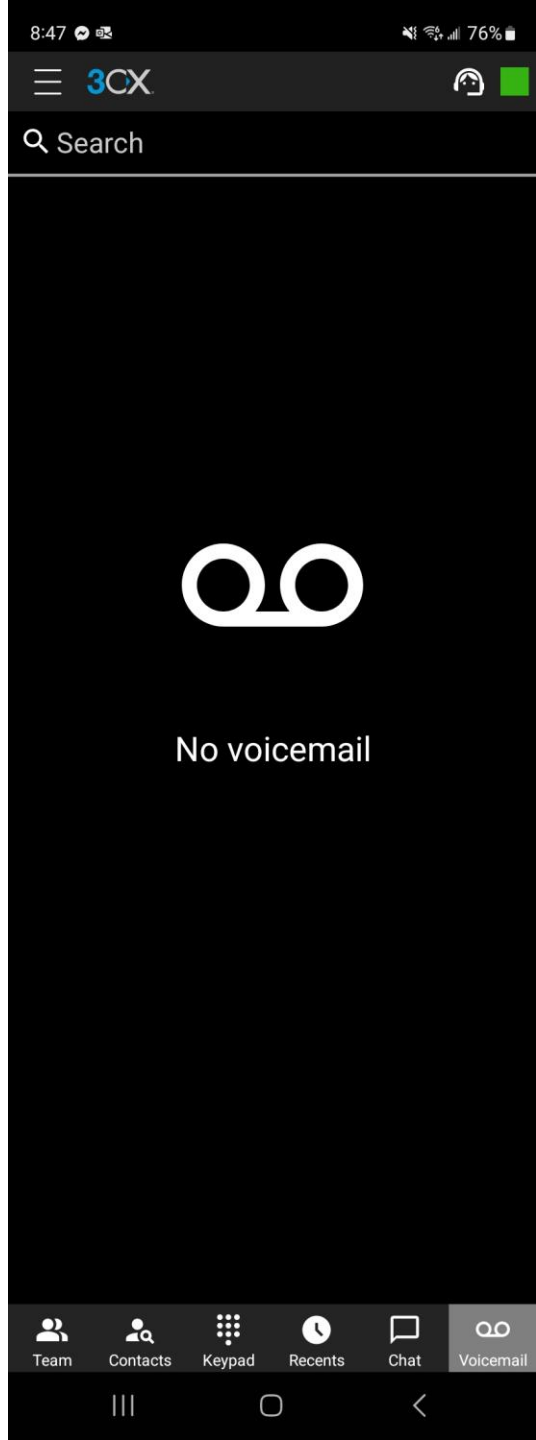 8:47 76%
3CX
Search
No voicemail
Team Contacts Keypad Recents Chat Voicemail